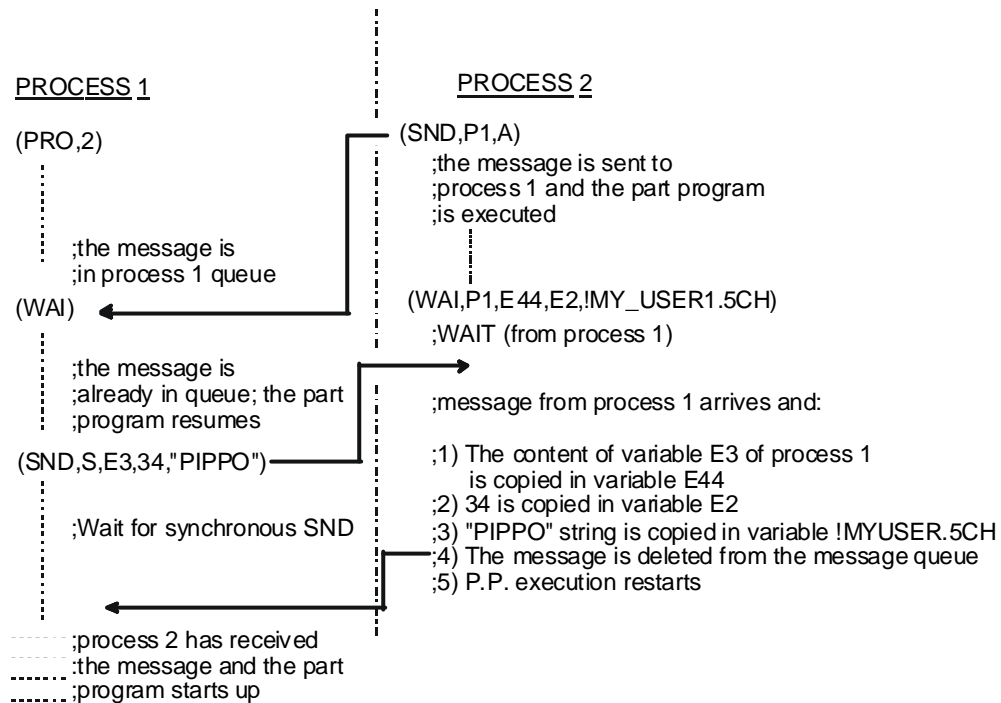 PROCESS 1
(PRO,2)
;the message is
;in process 1 queue
(WAI)
;the message is
;already in queue; the part
;program resumes
(SND,S,E3,34,"PIPPO")
;Wait for synchronous SND
;process 2 has received
:the message and the part
;program starts up
PROCESS 2
(SND,P1,A)
;the message is sent to
;process 1 and the part program
;is executed
(WAI,P1,E44,E2,!MY_USER1.5CH)
;WAIT (from process 1)
;message from process 1 arrives and:
;1) The content of variable E3 of process 1
is copied in variable E44
;2) 34 is copied in variable E2
;3) "PIPPO" string is copied in variable !MYUSER.5CH
;4) The message is deleted from the message queue
;5) P.P. execution restarts